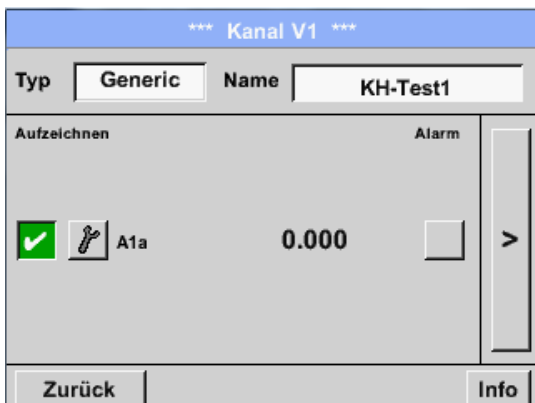 *** Kanal V1 ***
Typ Generic Name KH-Test1
Aufzeichnen Alarm
A1a 0.000 >
Zurück Info